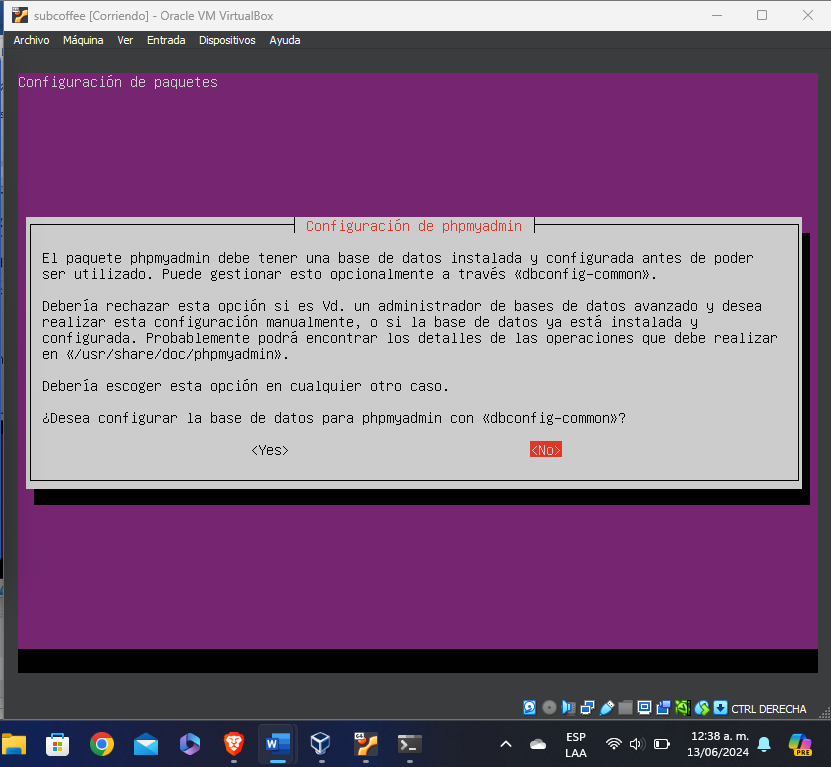 subcoffee [Corriendo] - Oracle VM VirtualBox
Archivo Máquina Ver Entrada Dispositivos Ayuda
Configuración de paquetes
Configuración de phpmyadmin
El paquete phpmyadmin debe tener una base de datos instalada y configurada antes de poder
ser utilizado. Puede gestionar esto opcionalmente a través «dbconfig-common».
Debería rechazar esta opción si es Vd. un administrador de bases de datos avanzado y desea
realizar esta configuración manualmente, o si la base de datos ya está instalada y
configurada. Probablemente podrá encontrar los detalles de las operaciones que debe realizar
en «/usr/share/doc/phpmyadmin».
Debería escoger esta opción en cualquier otro caso.
¿Desea configurar la base de datos para phpmyadmin con «dbconfig-common»?
<Yes> <No>
CTRL DERECHA
ESP
LAA
12:38 a. m.
13/06/2024
PRE